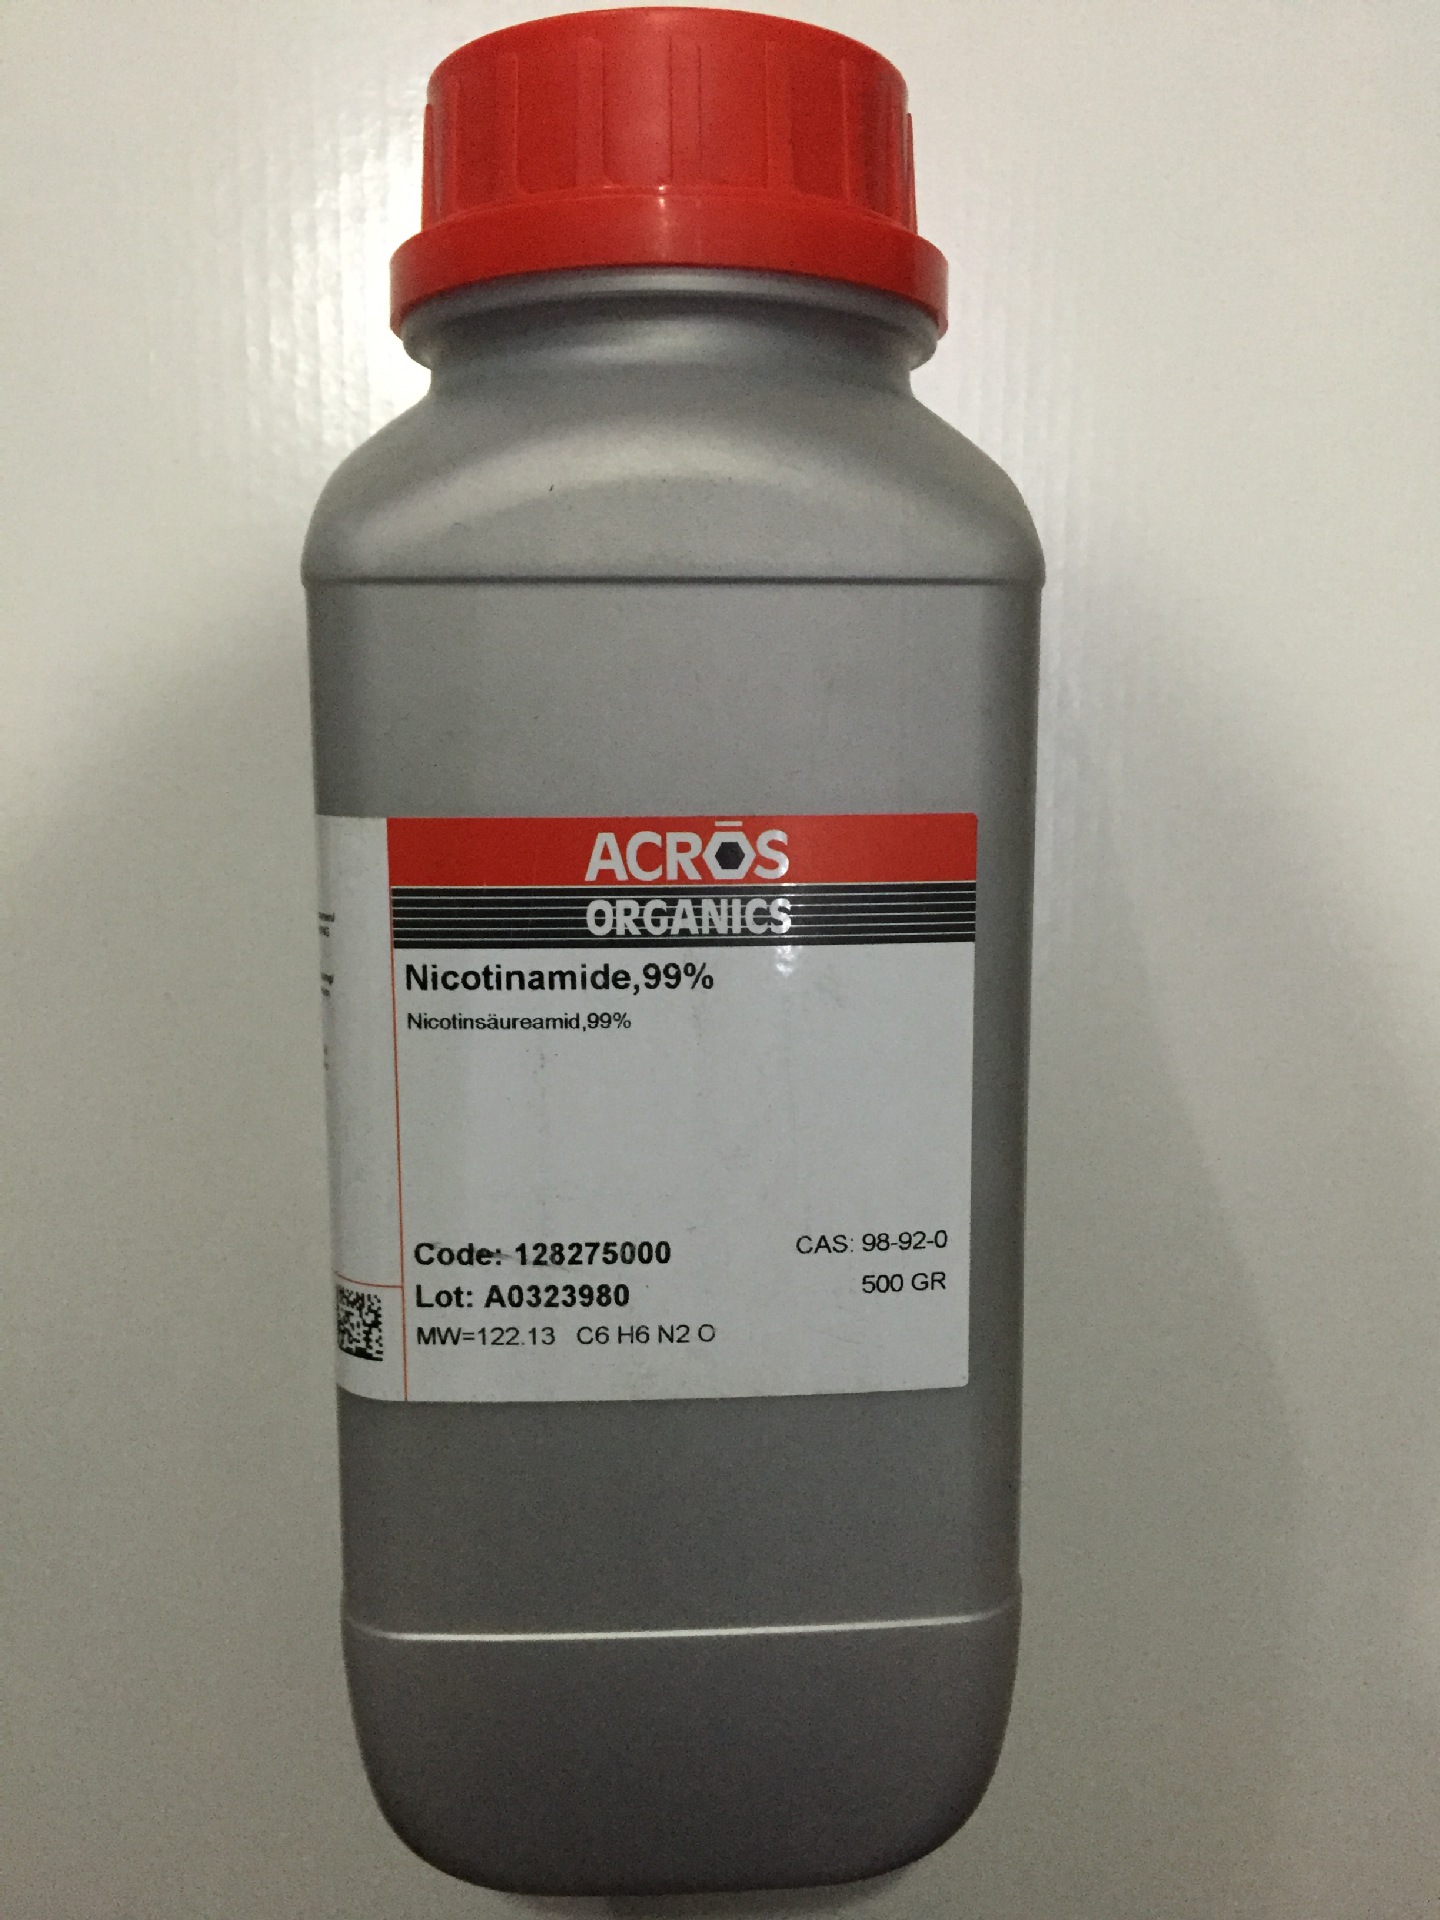 ACRŌS
ORGANICS
Nicotinamide,99%
Nicotinsäureamid,99%
Code: 128275000
CAS: 98-92-0
Lot: A0323980
500 GR
MW=122.13 C6 H6 N2 O